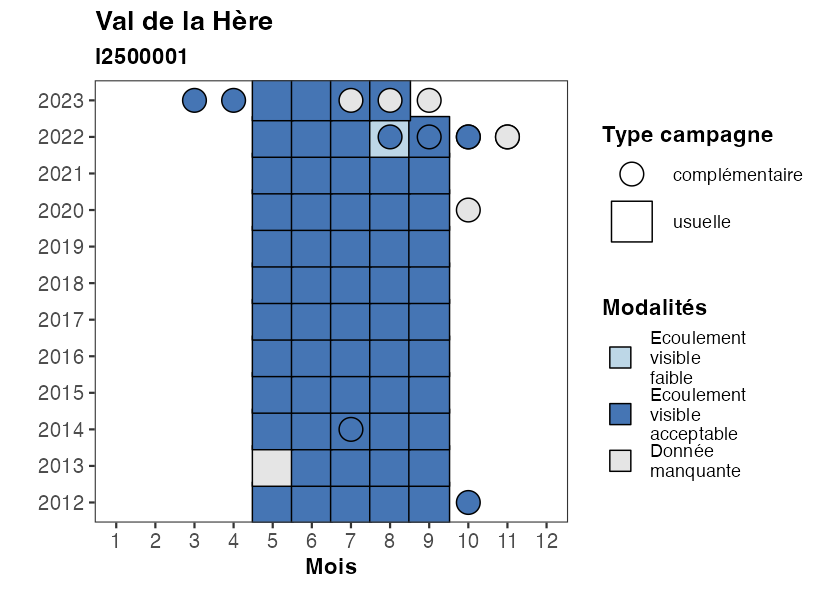 Val de la Hère
I2500001
2023
2022
2021
2020
2019
2018
2017
2016
2015
2014
2013
2012
1 2 3 4 5 6 7 8 9 10 11 12
Mois
Type campagne
complémentaire
usuelle
Modalités
Ecoulement
visible
faible
Ecoulement
visible
acceptable
Donnée
manquante